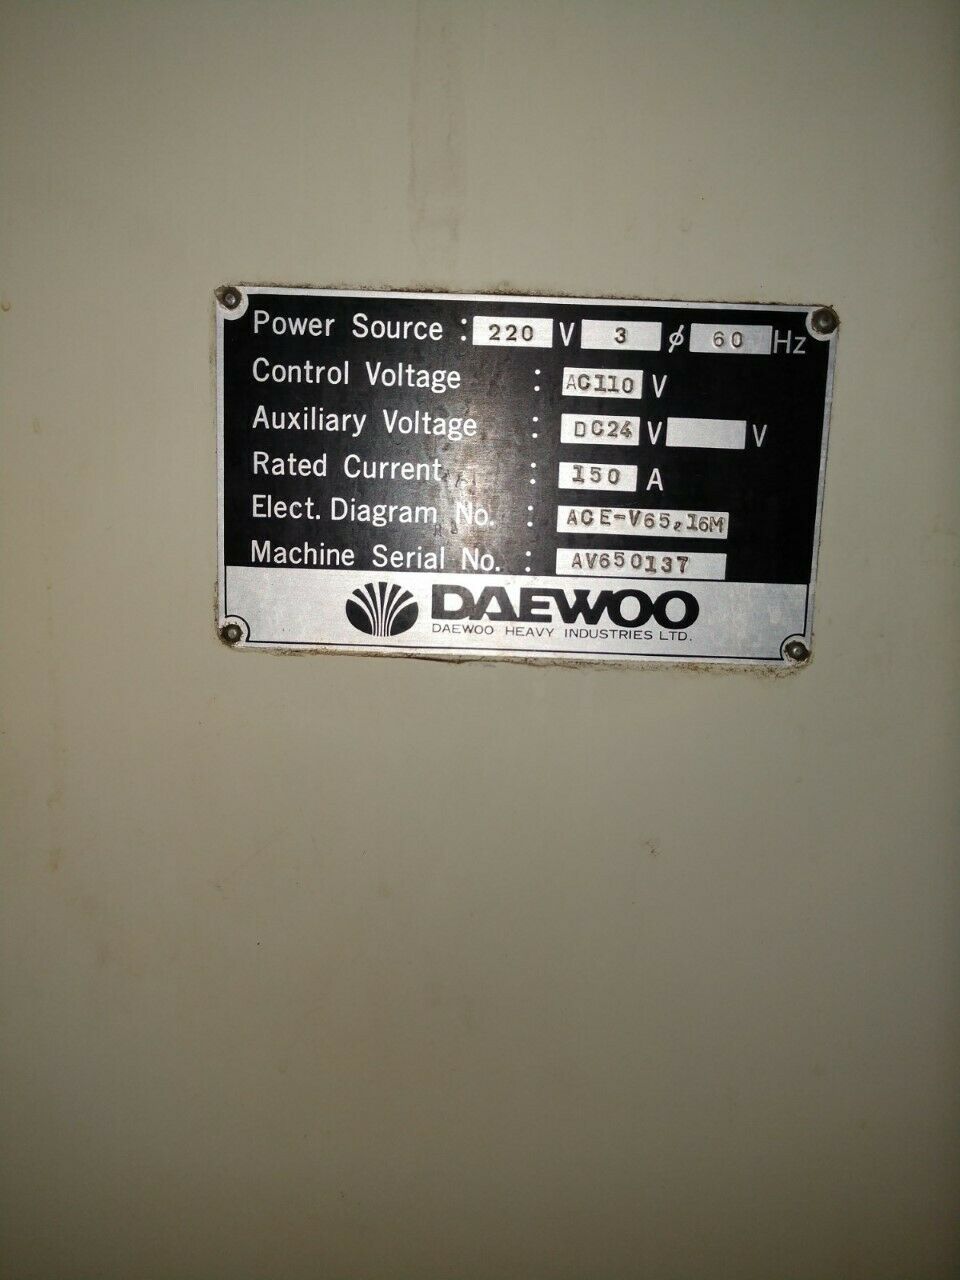 Power Source : 220 V 3 ϕ 60 Hz
Control Voltage : AC110 V
Auxiliary Voltage : DC24 V V
Rated Current : 150 A
Elect. Diagram No. : ACE-V65,16M
Machine Serial No. : AV650137
DAEWOO
DAEWOO HEAVY INDUSTRIES LTD.